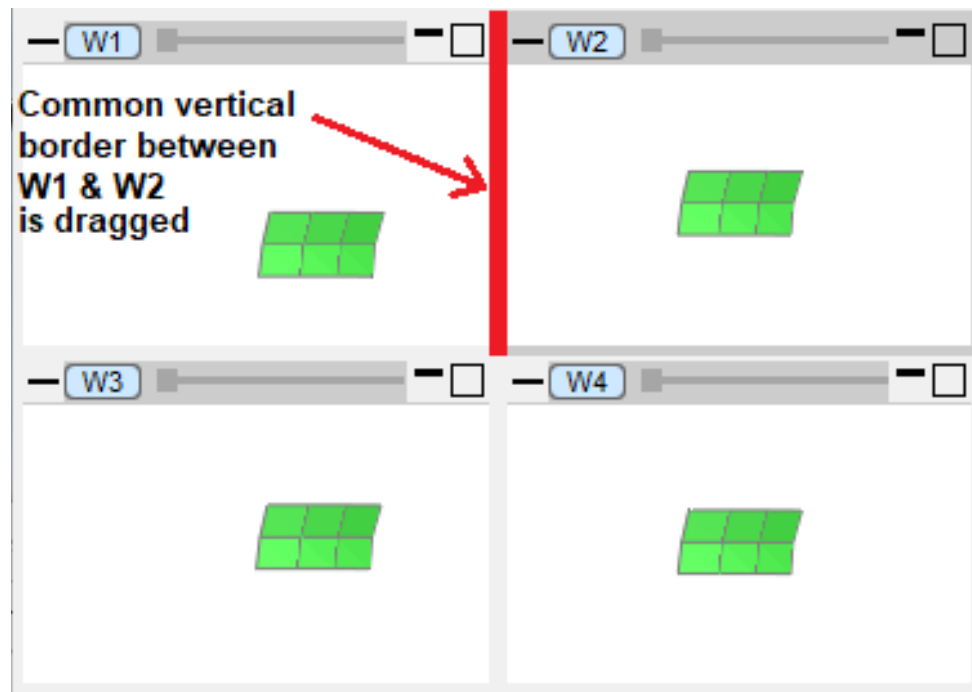 W1
W2
Common vertical
border between
W1 & W2
is dragged
W3
W4